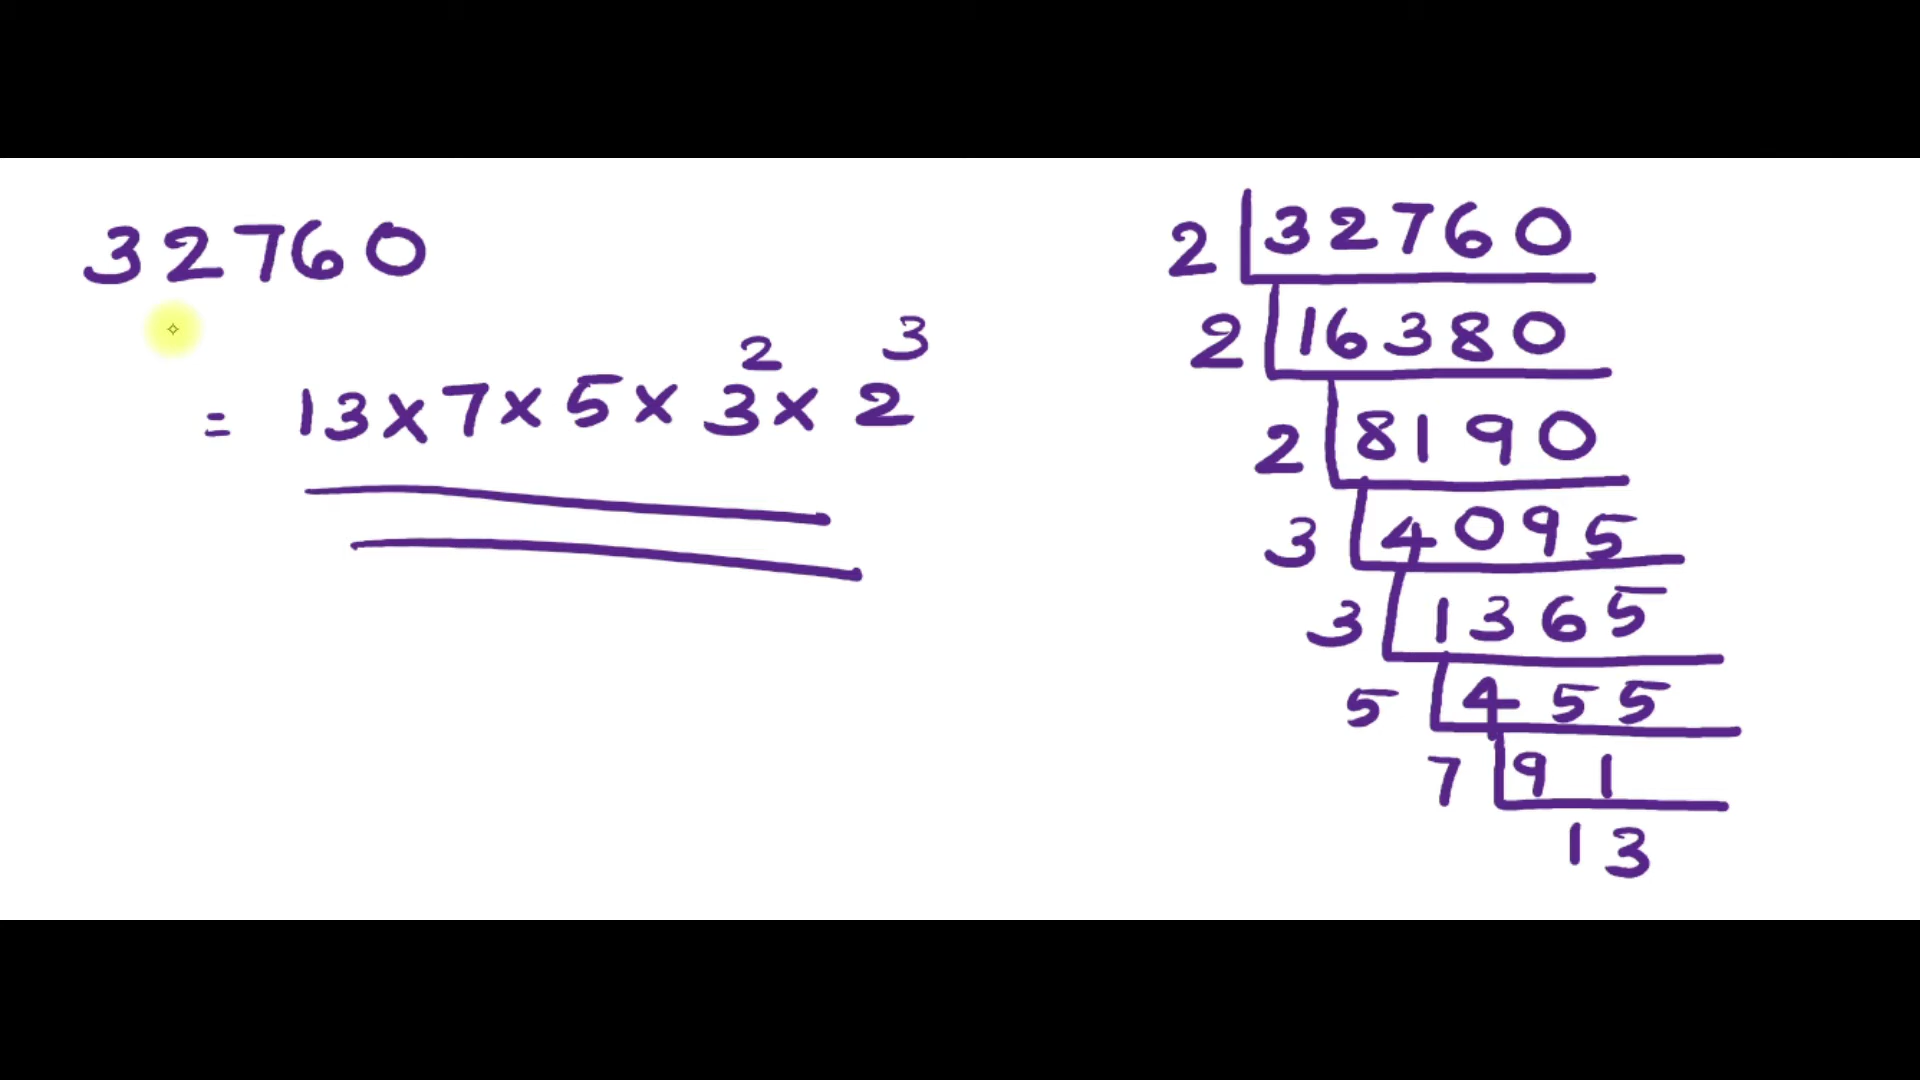 32760
= 13 × 7 × 5 × 3² × 2³
2 | 32760
2 | 16380
2 | 8190
3 | 4095
3 | 1365
5 | 455
7 | 91
13